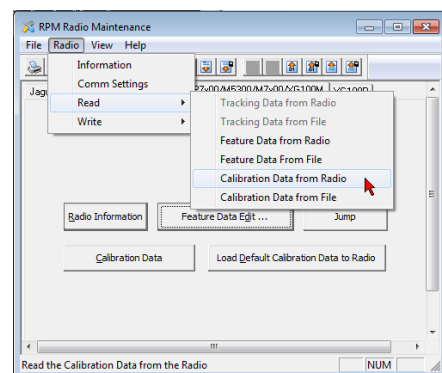 RPM Radio Maintenance
File Radio View Help
Information
Comm Settings
Read
Write
Tracking Data from Radio
Tracking Data from File
Feature Data from Radio
Feature Data From File
Calibration Data from Radio
Calibration Data from File
Radio Information
Feature Data Edit ...
Jump
Calibration Data
Load Default Calibration Data to Radio
Read the Calibration Data from the Radio
NUM